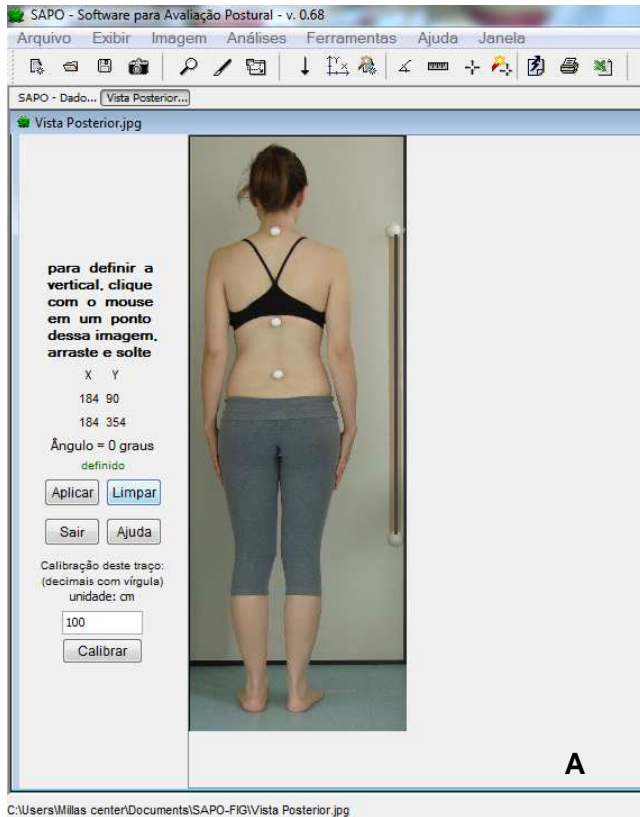 SAPO - Software para Avaliação Postural - v. 0.68
Arquivo Exibir Imagem Análises Ferramentas Ajuda Janela
SAPO - Dado... Vista Posterior...
Vista Posterior.jpg
para definir a
vertical, clique
com o mouse
em um ponto
dessa imagem,
arraste e solte
X Y
184 90
184 354
Ângulo = 0 graus
definido
Aplicar Limpar
Sair Ajuda
Calibração deste traço:
(decimais com vírgula)
unidade: cm
100
Calibrar
A
C:\Users\Millas center\Documents\SAPO-FIG\Vista Posterior.jpg